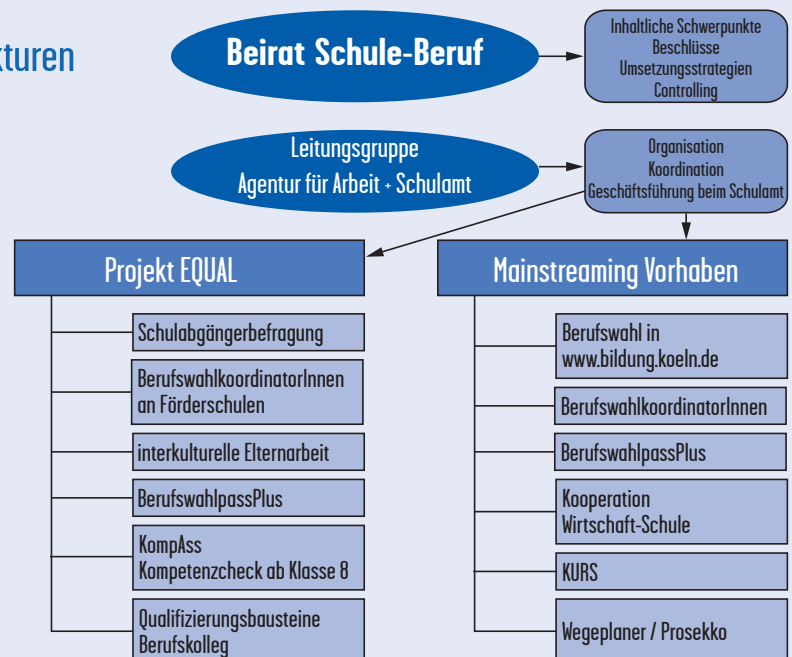 Beirat Schule-Beruf
Inhaltliche Schwerpunkte
Beschlüsse
Umsetzungsstrategien
Controlling
Leitungsgruppe
Agentur für Arbeit + Schulamt
Organisation
Koordination
Geschäftsführung beim Schulamt
Projekt EQUAL
Schulabgängerbefragung
BerufswahlkoordinatorInnen
an Förderschulen
interkulturelle Elternarbeit
BerufswahlpassPlus
KompAss
Kompetenzcheck ab Klasse 8
Qualifizierungsbausteine
Berufskolleg
Mainstreaming Vorhaben
Berufswahl in
www.bildung.koeln.de
BerufswahlkoordinatorInnen
BerufswahlpassPlus
Kooperation
Wirtschaft-Schule
KURS
Wegeplaner / Prosekko